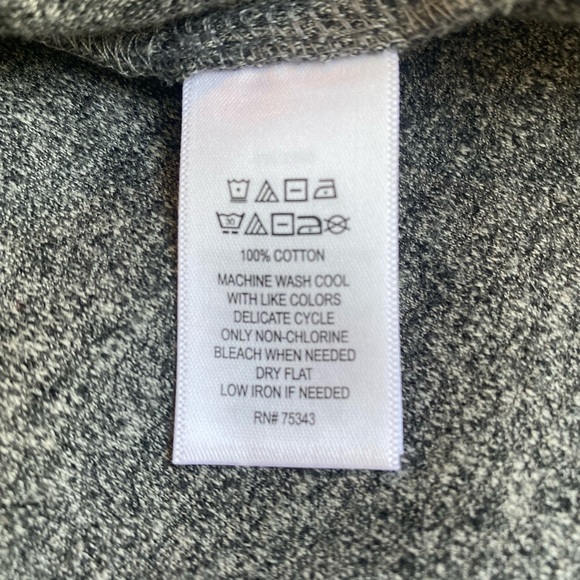 30
100% COTTON
MACHINE WASH COOL
WITH LIKE COLORS
DELICATE CYCLE
ONLY NON-CHLORINE
BLEACH WHEN NEEDED
DRY FLAT
LOW IRON IF NEEDED
RN# 75343